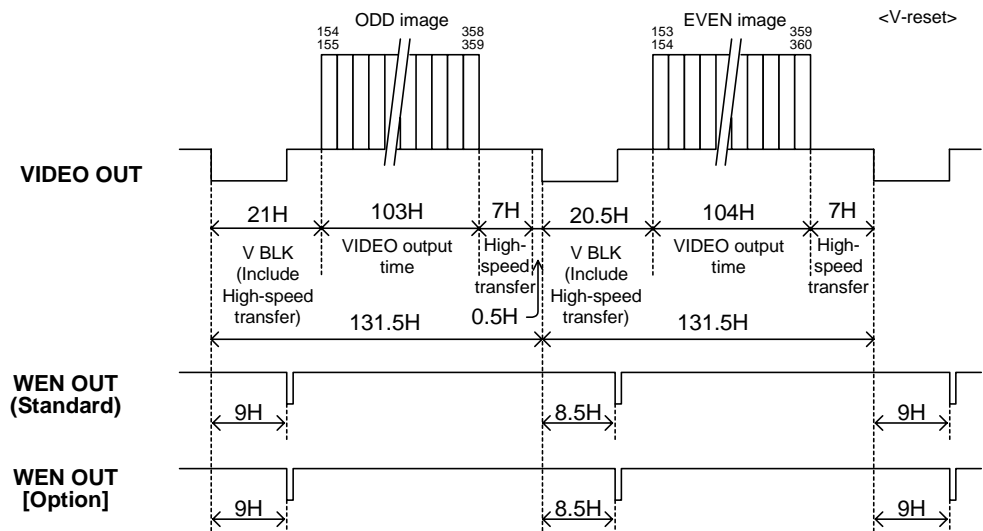 ODD image
EVEN image
<V-reset>
154
155
358
359
153
154
359
360
VIDEO OUT
21H
103H
7H
20.5H
104H
7H
V BLK
(Include
High-speed
transfer)
VIDEO output
time
High-
speed
transfer
0.5H
V BLK
(Include
High-speed
transfer)
VIDEO output
time
High-
speed
transfer
131.5H
131.5H
WEN OUT
(Standard)
9H
8.5H
9H
WEN OUT
[Option]
9H
8.5H
9H